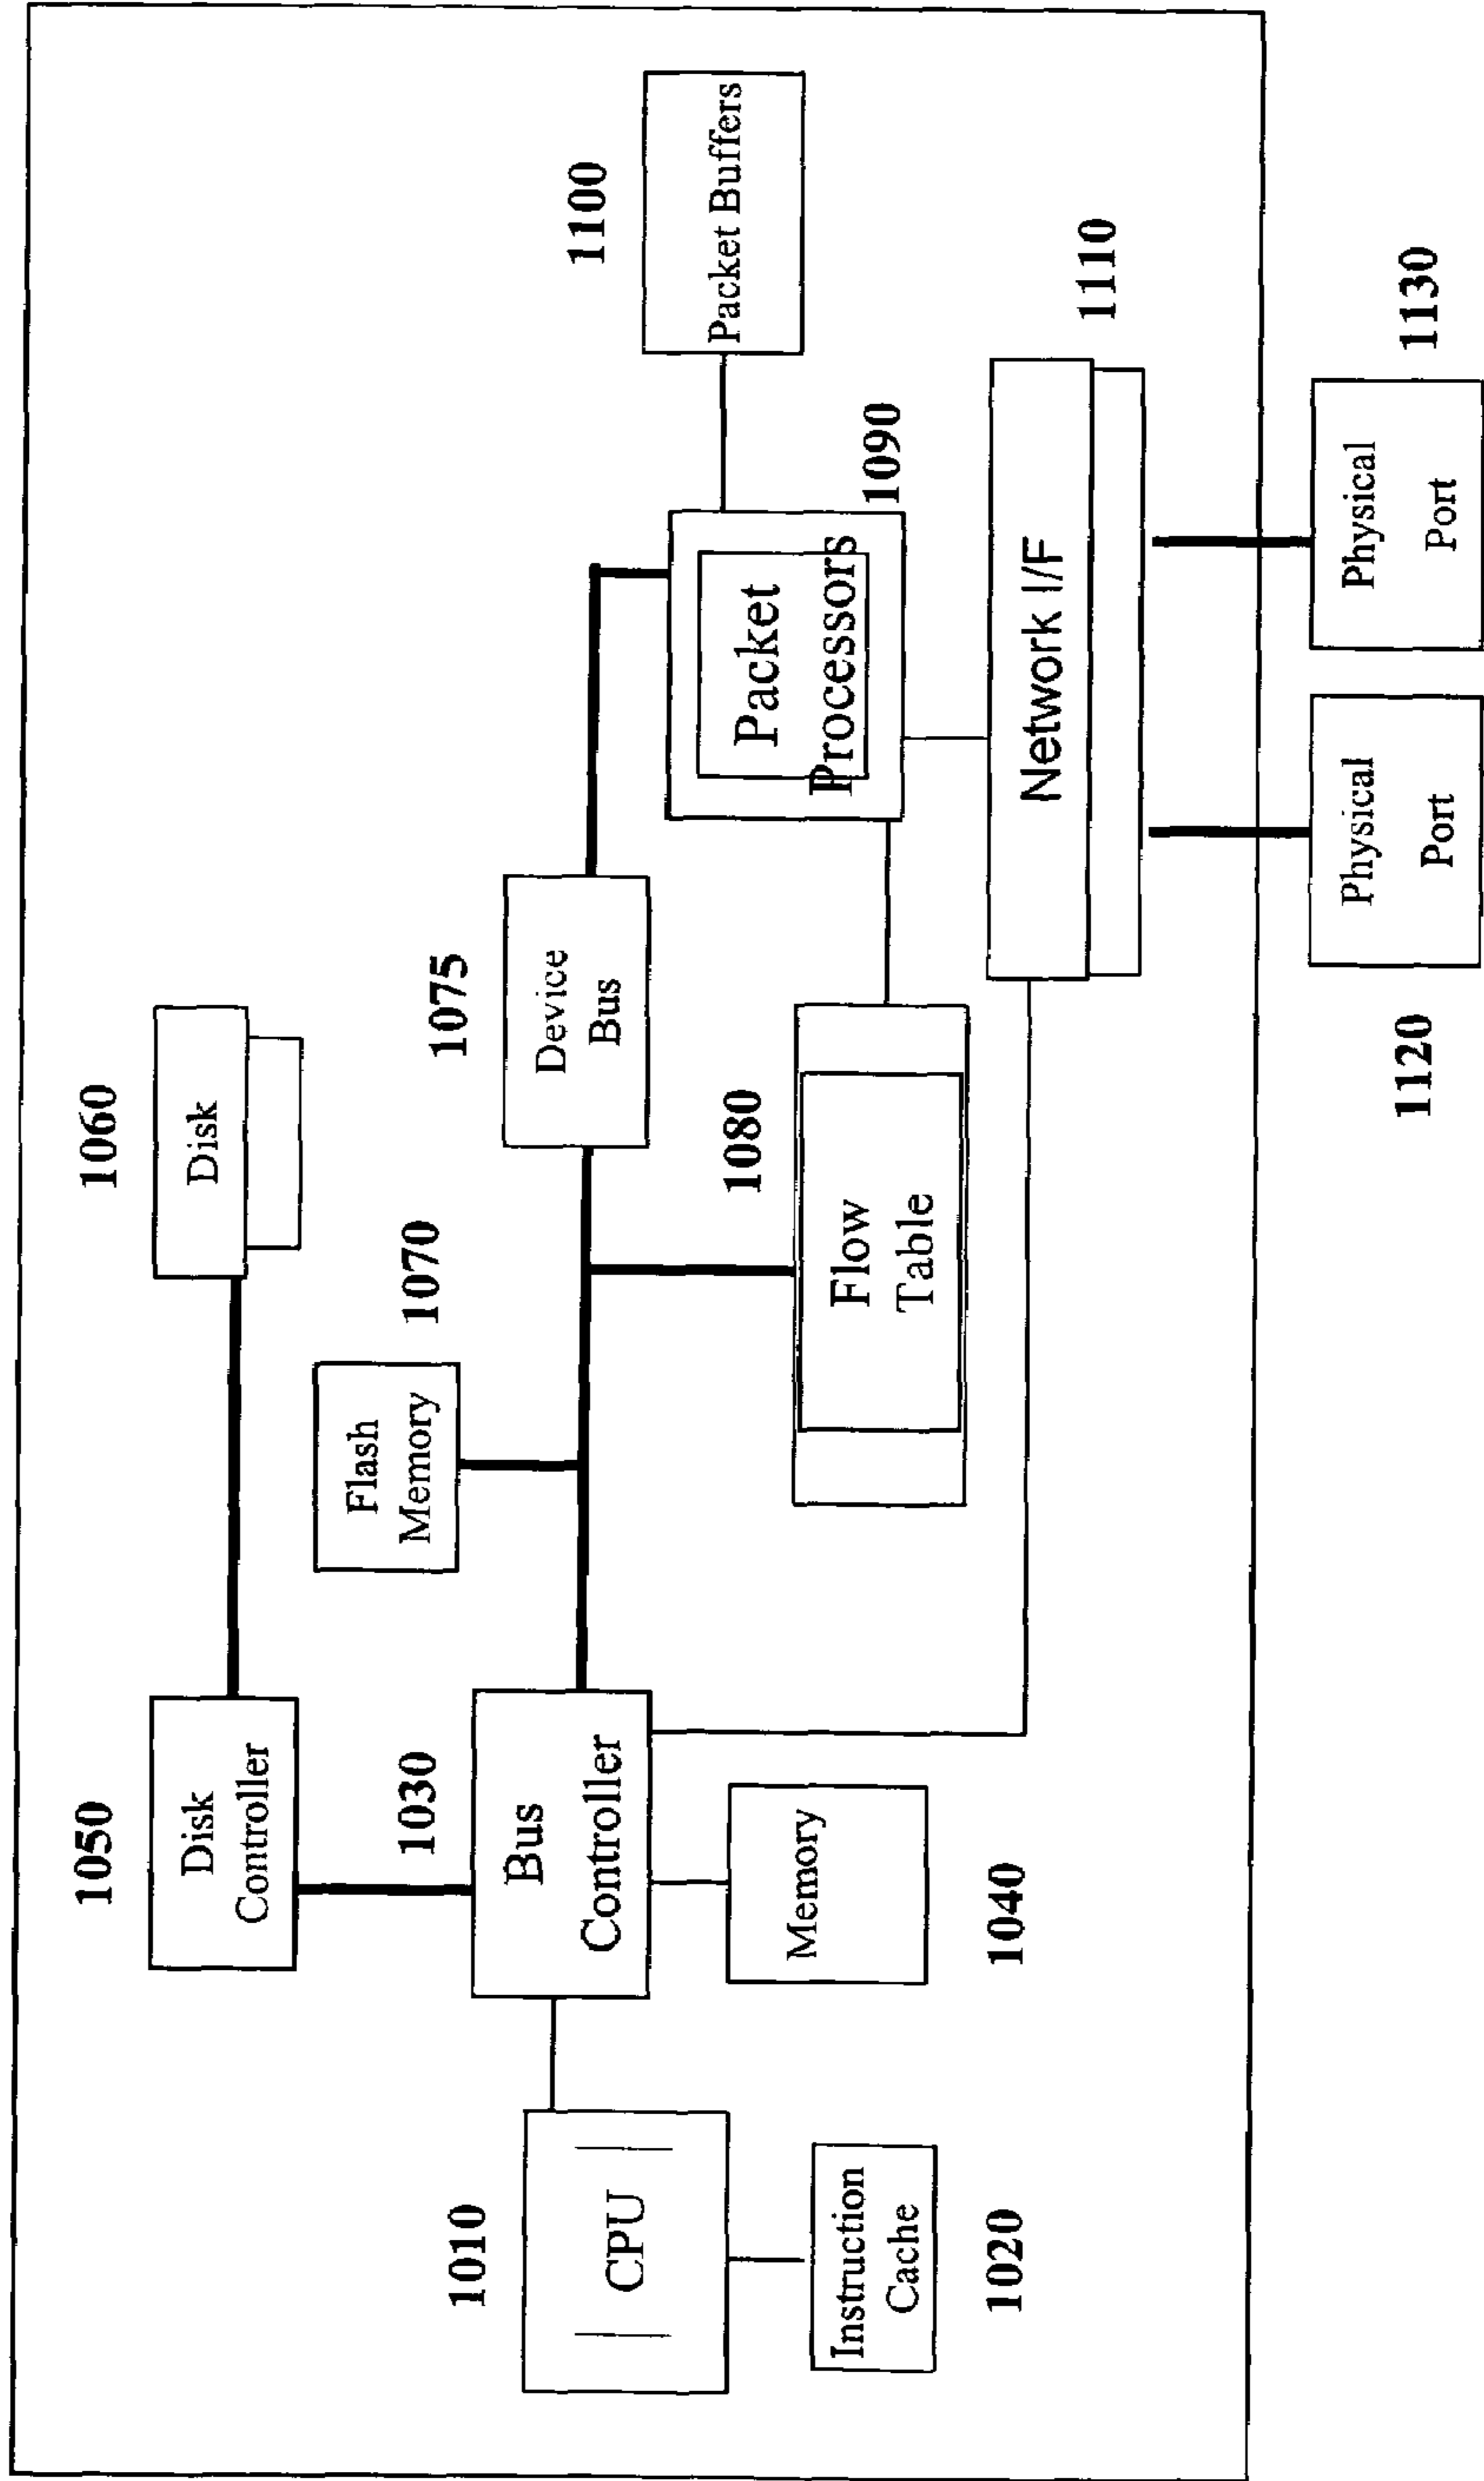 1050
Disk
Controller
1060
Disk
1070
Flash
Memory
1010
CPU
1030
Bus
Controller
1075
Device
Bus
1100
Packet Buffers
1020
Instruction
Cache
1040
Memory
1080
Flow
Table
1090
Packet
Processors
1110
Network I/F
1120
Physical
Port
1130
Physical
Port